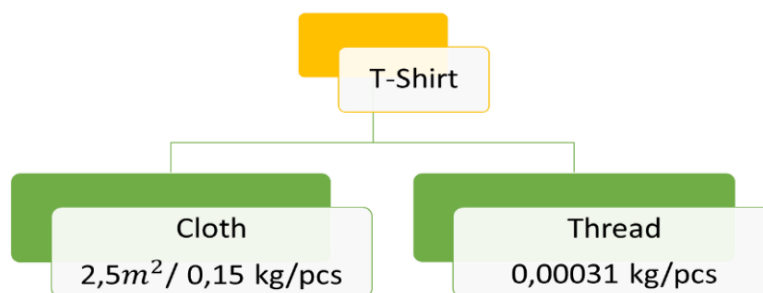 T-Shirt
Cloth
2,5m²/ 0,15 kg/pcs
Thread
0,00031 kg/pcs